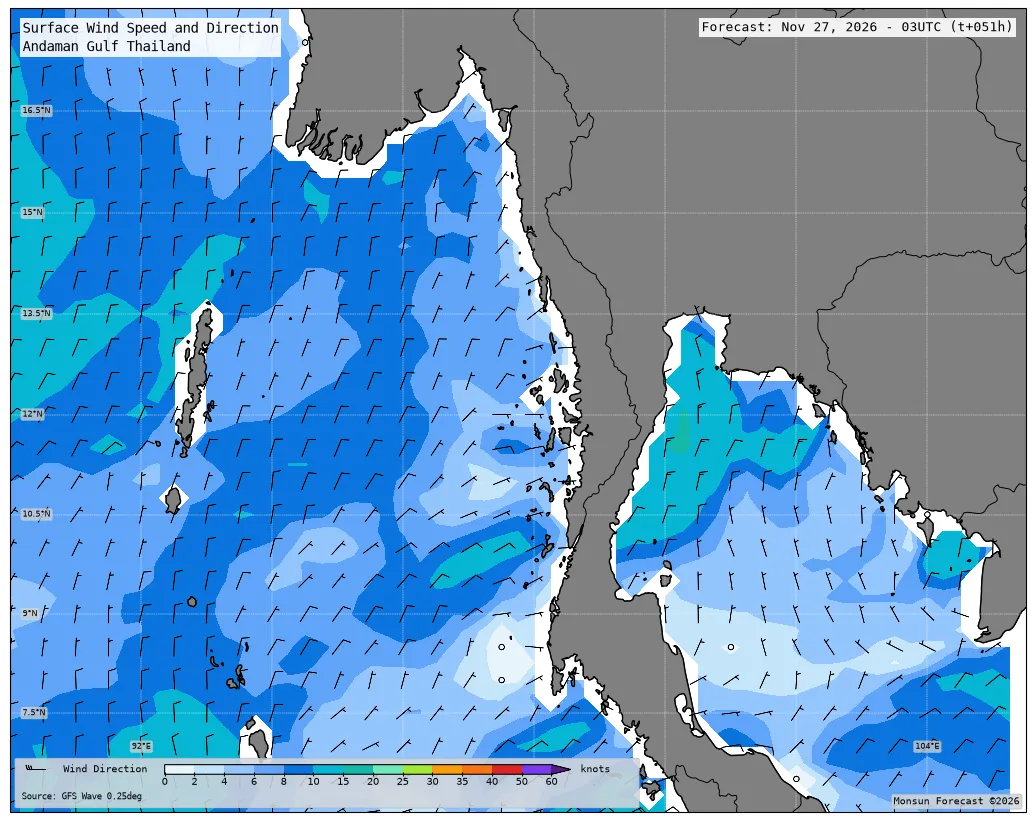 Surface Wind Speed and Direction
Andaman Gulf Thailand
Forecast: Nov 27, 2026 - 03UTC (t+051h)
16.5°N
15°N
13.5°N
12°N
10.5°N
9°N
7.5°N
92°E
104°E
Wind Direction
knots
0 2 4 6 8 10 15 20 25 30 35 40 50 60
Source: GFS Wave 0.25deg
Monsun Forecast ©2026